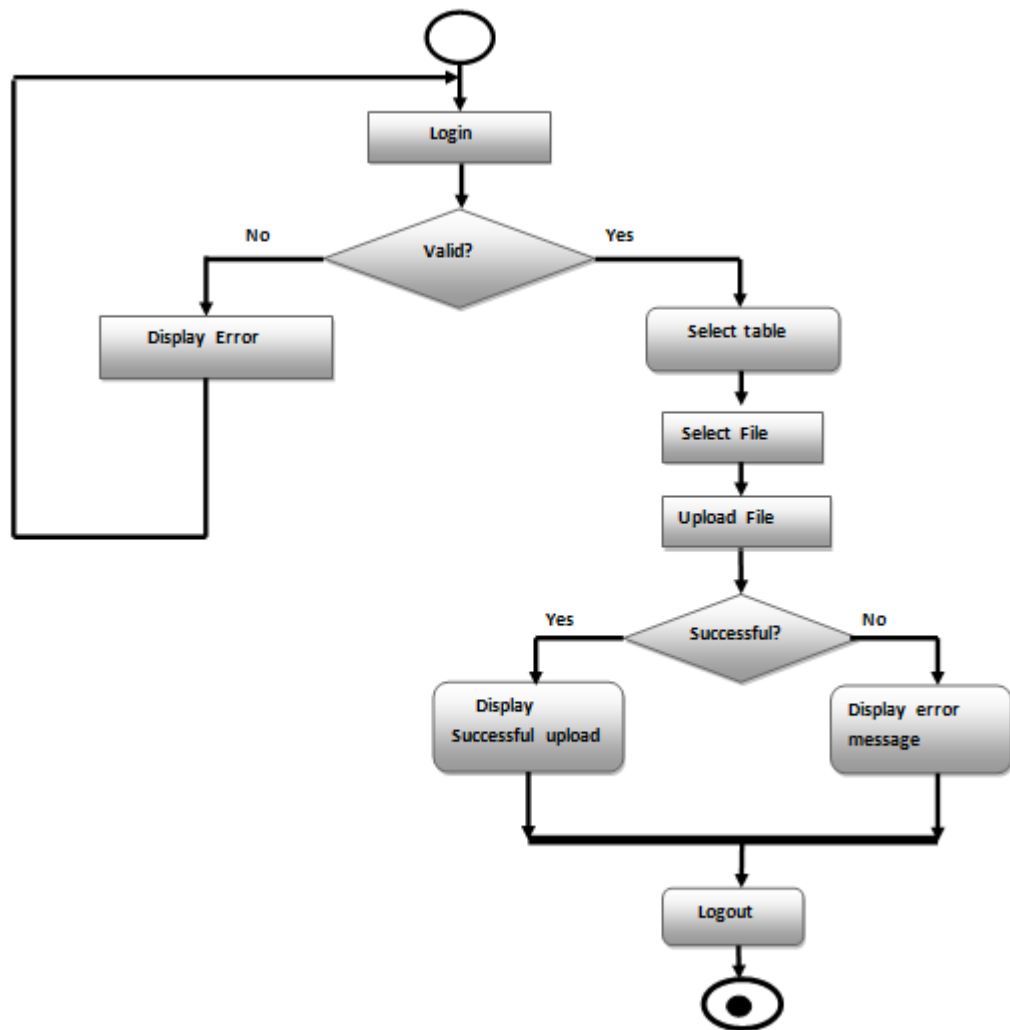 Login
No
Valid?
Yes
Display Error
Select table
Select File
Upload File
Yes
Successful?
No
Display
Successful upload
Display error
message
Logout